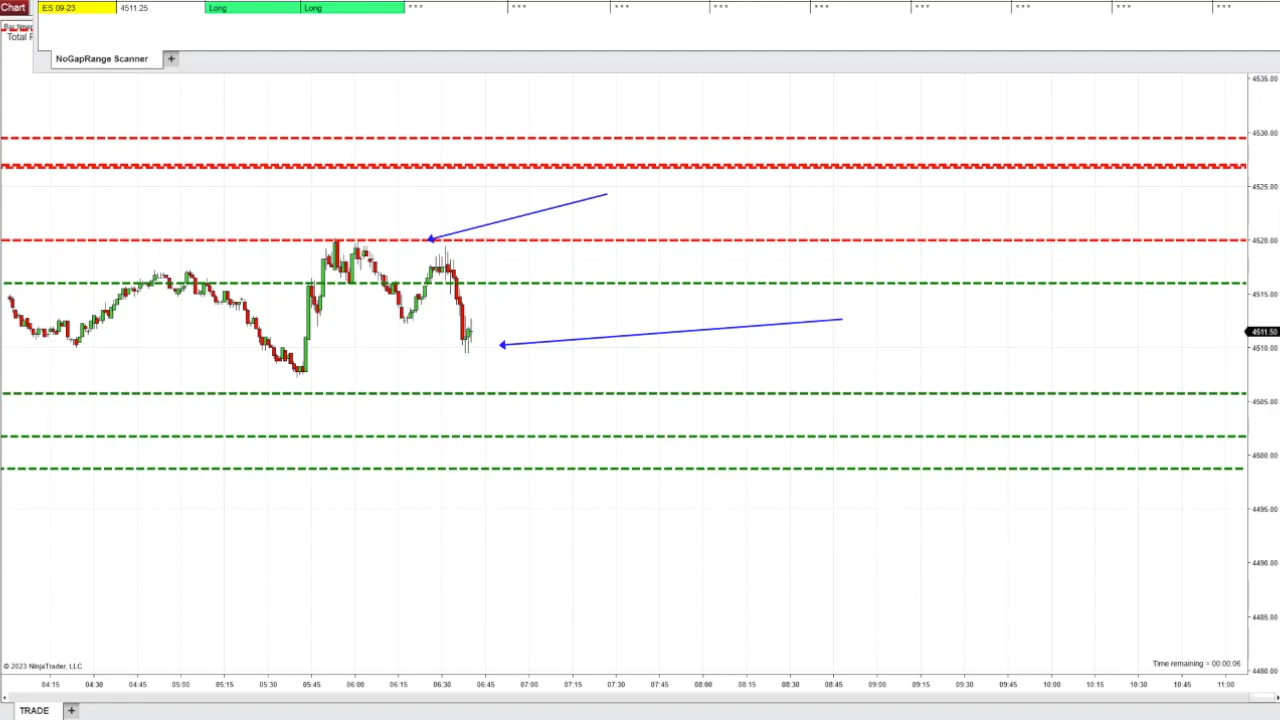 Chart ES 09-23 4511.25 Long Long *** *** *** *** *** *** *** *** ***
Total
NoGapRange Scanner +
4535.00
4530.00
4525.00
4520.00
4515.00
4511.50
4510.00
4505.00
4500.00
4495.00
4490.00
4485.00
4480.00
© 2023 NinjaTrader, LLC
Time remaining = 00:00:06
04:15 04:30 04:45 05:00 05:15 05:30 05:45 06:00 06:15 06:30 06:45 07:00 07:15 07:30 07:45 08:00 08:15 08:30 08:45 09:00 09:15 09:30 09:45 10:00 10:15 10:30 10:45 11:00
TRADE +